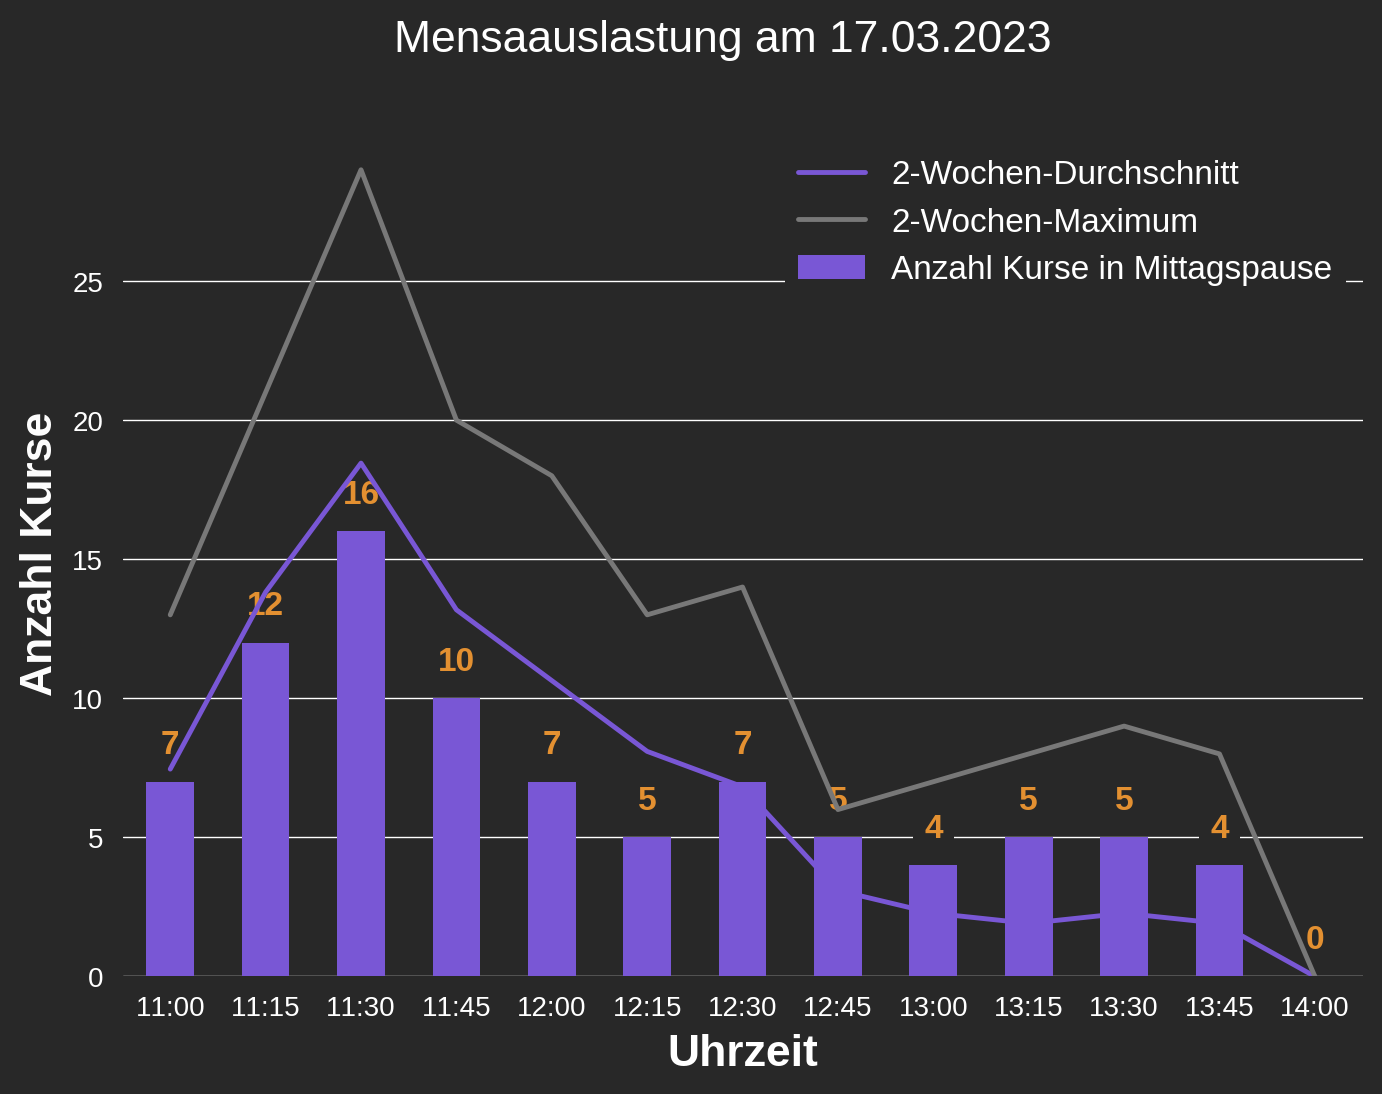 Mensaauslastung am 17.03.2023
2-Wochen-Durchschnitt
2-Wochen-Maximum
Anzahl Kurse in Mittagspause
Anzahl Kurse
25
20
15
10
5
0
7
12
16
10
7
5
7
5
4
5
5
4
0
11:00 11:15 11:30 11:45 12:00 12:15 12:30 12:45 13:00 13:15 13:30 13:45 14:00
Uhrzeit